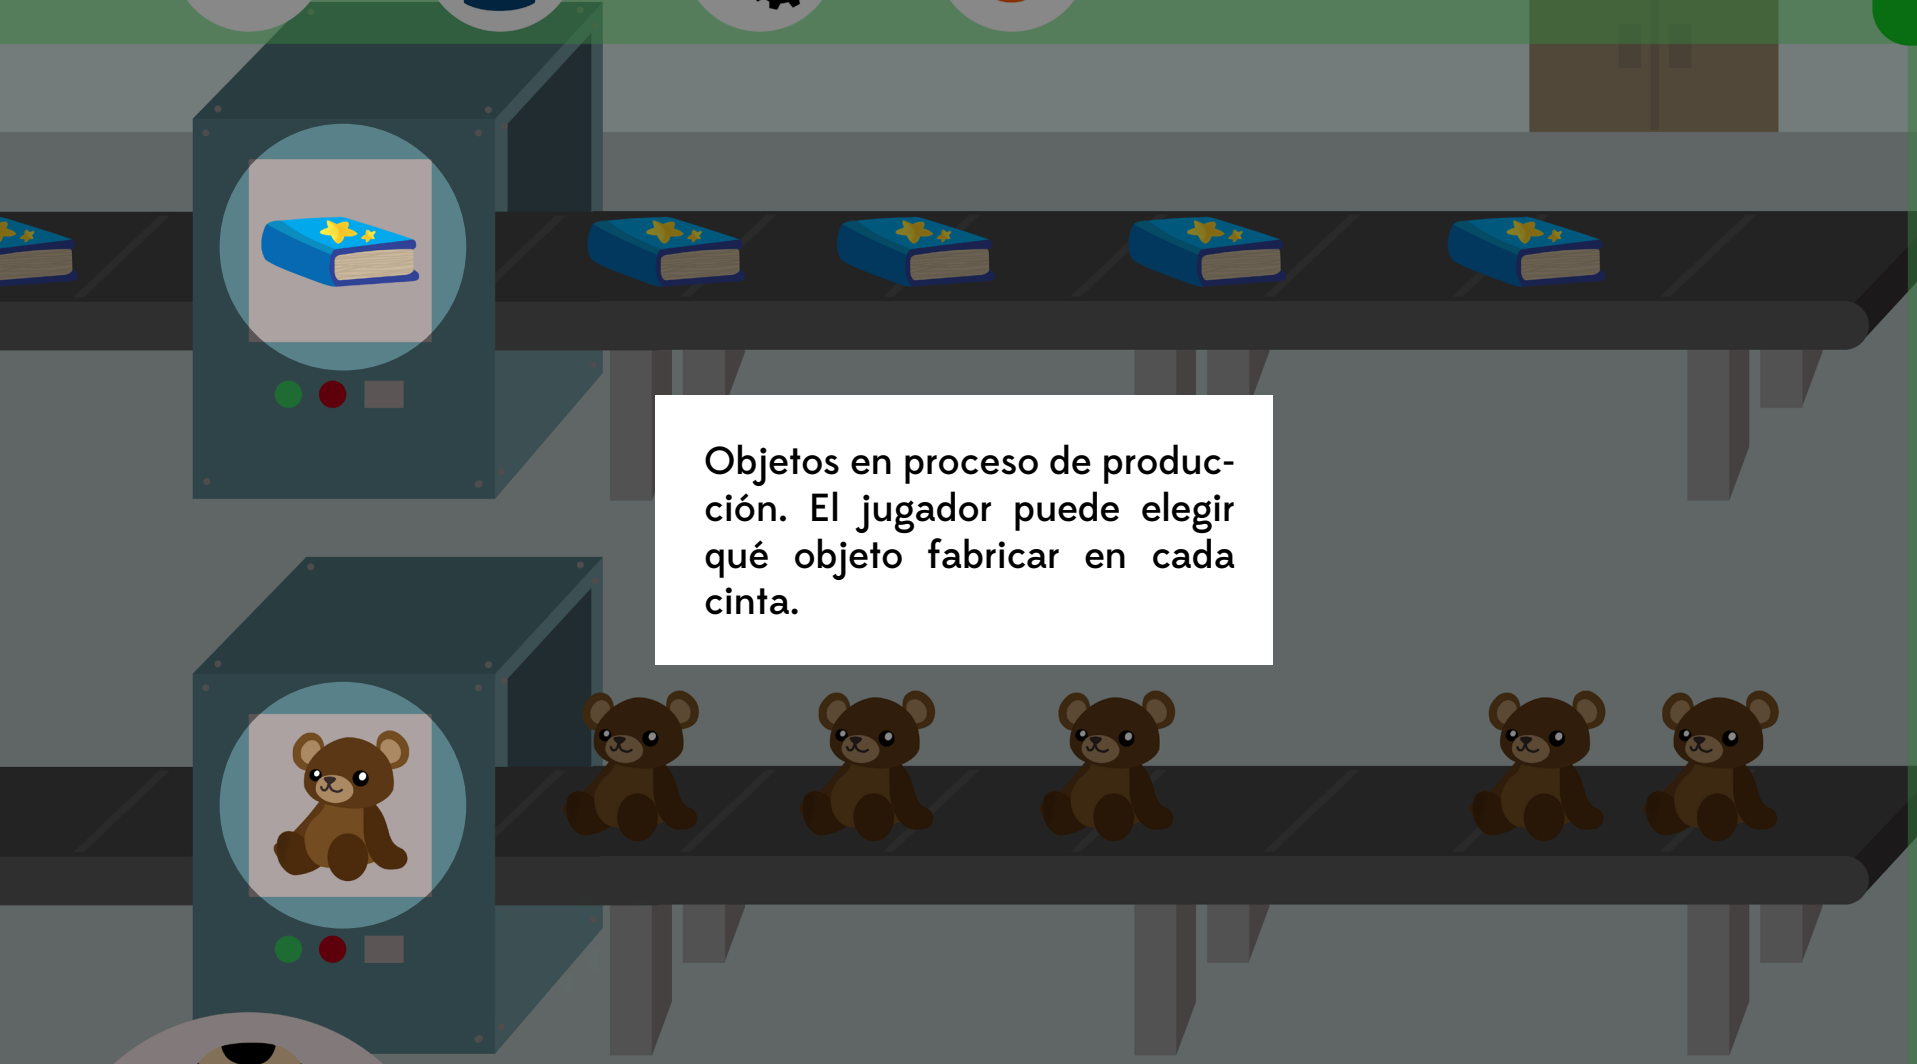 Objetos en proceso de produc-
ción. El jugador puede elegir
qué objeto fabricar en cada
cinta.